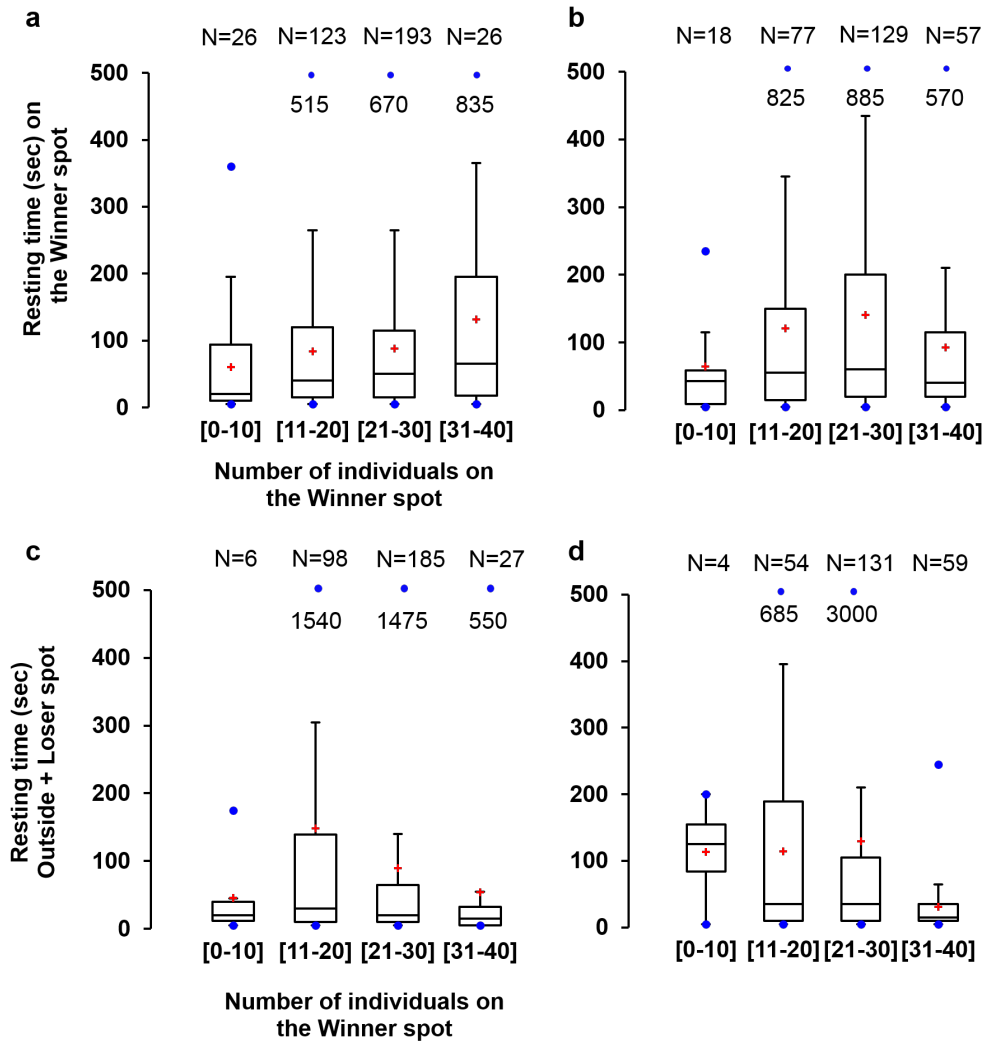 a
N=26 N=123 N=193 N=26
Resting time (sec) on
the Winner spot
500
400
300
200
100
0
515 670 835
[0-10] [11-20] [21-30] [31-40]
Number of individuals on
the Winner spot
b
N=18 N=77 N=129 N=57
500
400
300
200
100
0
825 885 570
[0-10] [11-20] [21-30] [31-40]
c
N=6 N=98 N=185 N=27
Resting time (sec)
Outside + Loser spot
500
400
300
200
100
0
1540 1475 550
[0-10] [11-20] [21-30] [31-40]
Number of individuals on
the Winner spot
d
N=4 N=54 N=131 N=59
500
400
300
200
100
0
685 3000
[0-10] [11-20] [21-30] [31-40]